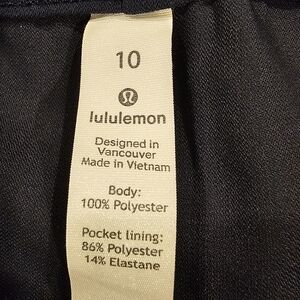 10
lululemon
Designed in
Vancouver
Made in Vietnam
Body:
100% Polyester
Pocket lining:
86% Polyester
14% Elastane